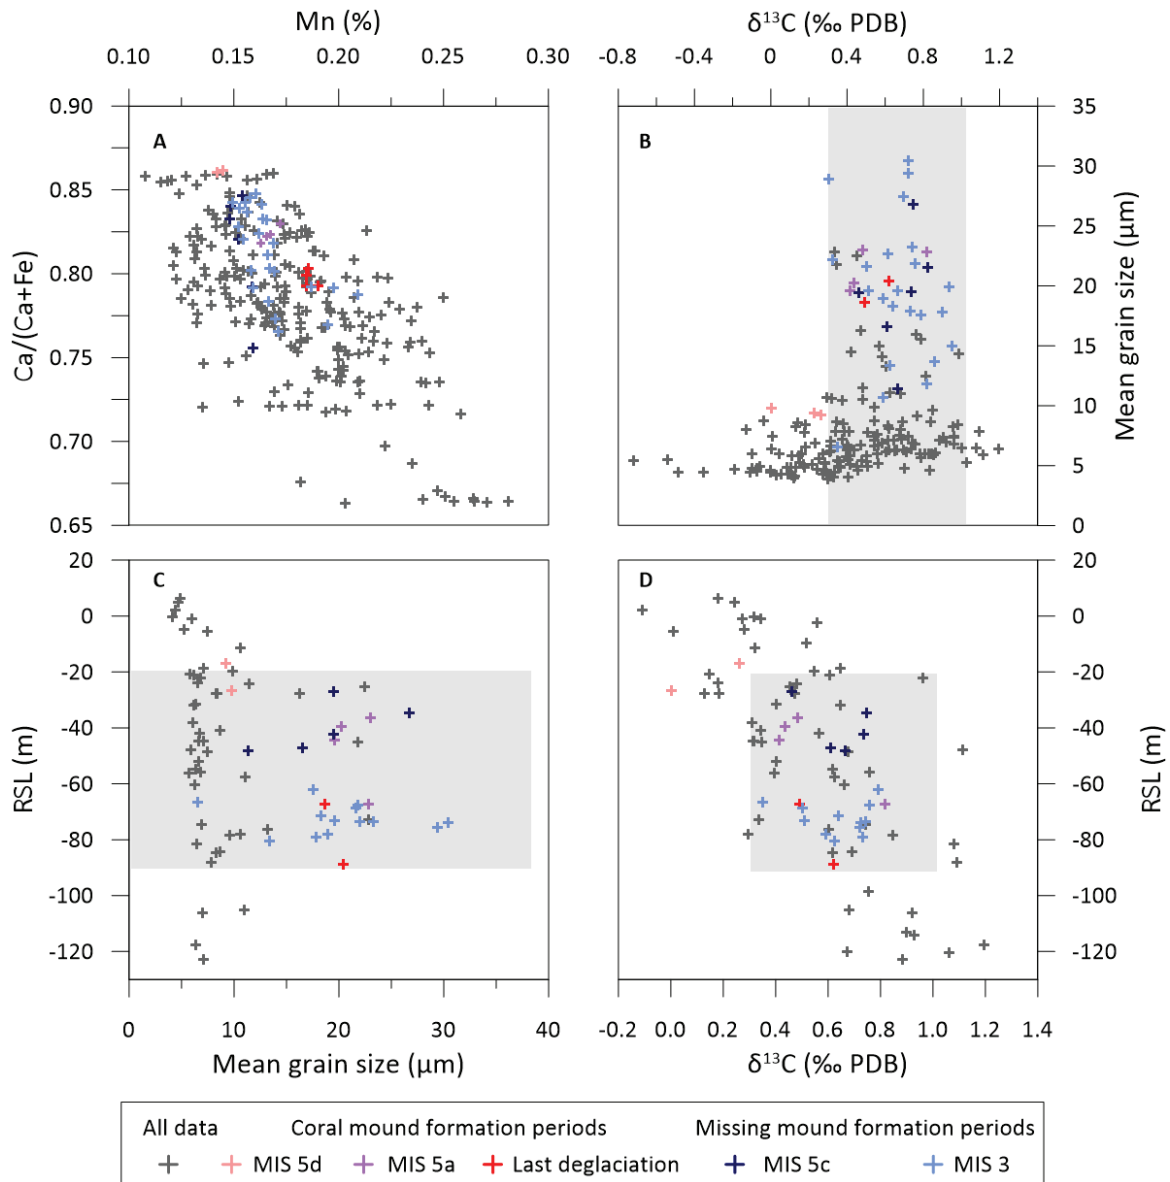 Mn (%)
δ¹³C (‰ PDB)
0.10 0.15 0.20 0.25 0.30
-0.8 -0.4 0 0.4 0.8 1.2
0.90
0.85
0.80
0.75
0.70
0.65
Ca/(Ca+Fe)
A
B
35
30
25
20
15
10
5
0
Mean grain size (μm)
20
0
-20
-40
-60
-80
-100
-120
RSL (m)
C
D
20
0
-20
-40
-60
-80
-100
-120
RSL (m)
0 10 20 30 40
-0.2 0.0 0.2 0.4 0.6 0.8 1.0 1.2 1.4
Mean grain size (μm)
δ¹³C (‰ PDB)
All data Coral mound formation periods Missing mound formation periods
MIS 5d MIS 5a Last deglaciation MIS 5c MIS 3